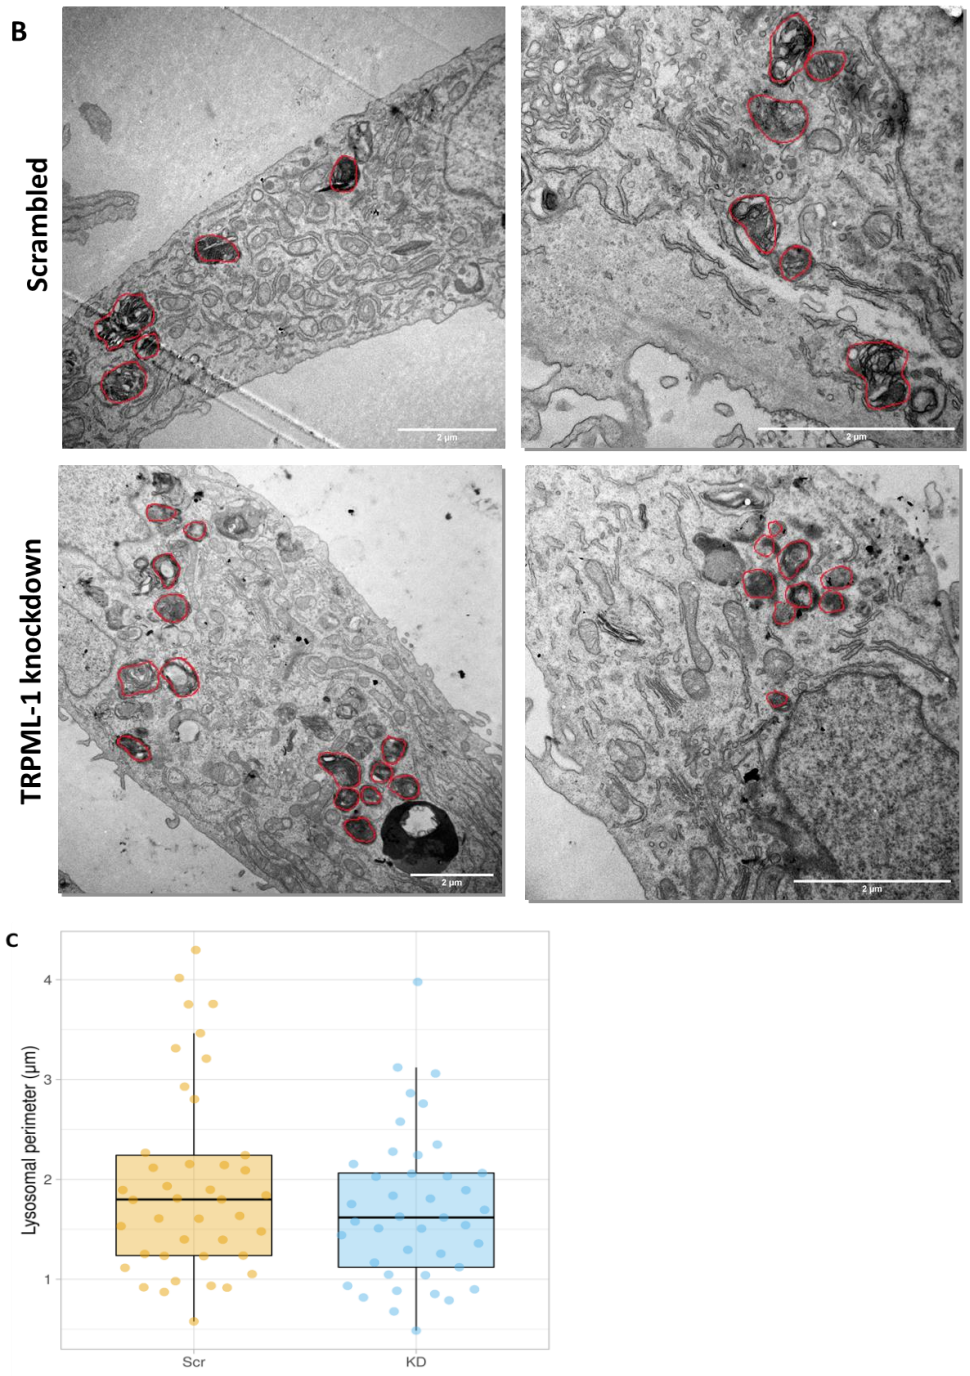 B
Scrambled
2 μm
2 μm
TRPML-1 knockdown
2 μm
2 μm
C
Lysosomal perimeter (μm)
4
3
2
1
Scr
KD